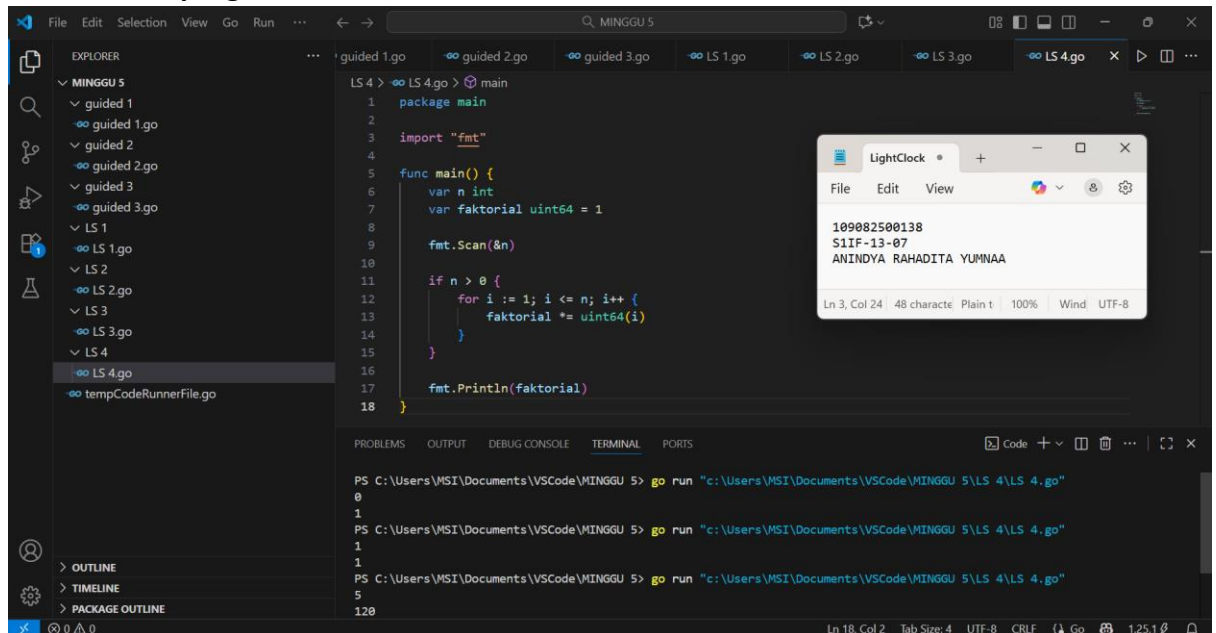 File Edit Selection View Go Run ... MINGGU 5
EXPLORER
MINGGU 5
guided 1
guided 1.go
guided 2
guided 2.go
guided 3
guided 3.go
LS 1
LS 1.go
LS 2
LS 2.go
LS 3
LS 3.go
LS 4
LS 4.go
tempCodeRunnerFile.go
OUTLINE
TIMELINE
PACKAGE OUTLINE
guided 1.go guided 2.go guided 3.go LS 1.go LS 2.go LS 3.go LS 4.go
LS 4 > LS 4.go > main
1 package main
2
3 import "fmt"
4
5 func main() {
6 var n int
7 var faktorial uint64 = 1
8
9 fmt.Scan(&n)
10
11 if n > 0 {
12 for i := 1; i <= n; i++ {
13 faktorial *= uint64(i)
14 }
15 }
16
17 fmt.Println(faktorial)
18 }
LightClock
File Edit View
109082500138
S1IF-13-07
ANINDYA RAHADITA YUMNAA
Ln 3, Col 24 48 characte Plain t 100% Wind UTF-8
PROBLEMS OUTPUT DEBUG CONSOLE TERMINAL PORTS Code
PS C:\Users\MSI\Documents\VSCode\MINGGU 5> go run "c:\Users\MSI\Documents\VSCode\MINGGU 5\LS 4\LS 4.go"
0
1
PS C:\Users\MSI\Documents\VSCode\MINGGU 5> go run "c:\Users\MSI\Documents\VSCode\MINGGU 5\LS 4\LS 4.go"
1
1
PS C:\Users\MSI\Documents\VSCode\MINGGU 5> go run "c:\Users\MSI\Documents\VSCode\MINGGU 5\LS 4\LS 4.go"
5
120
0 0 Ln 18, Col 2 Tab Size: 4 UTF-8 CRLF Go 1.25.1